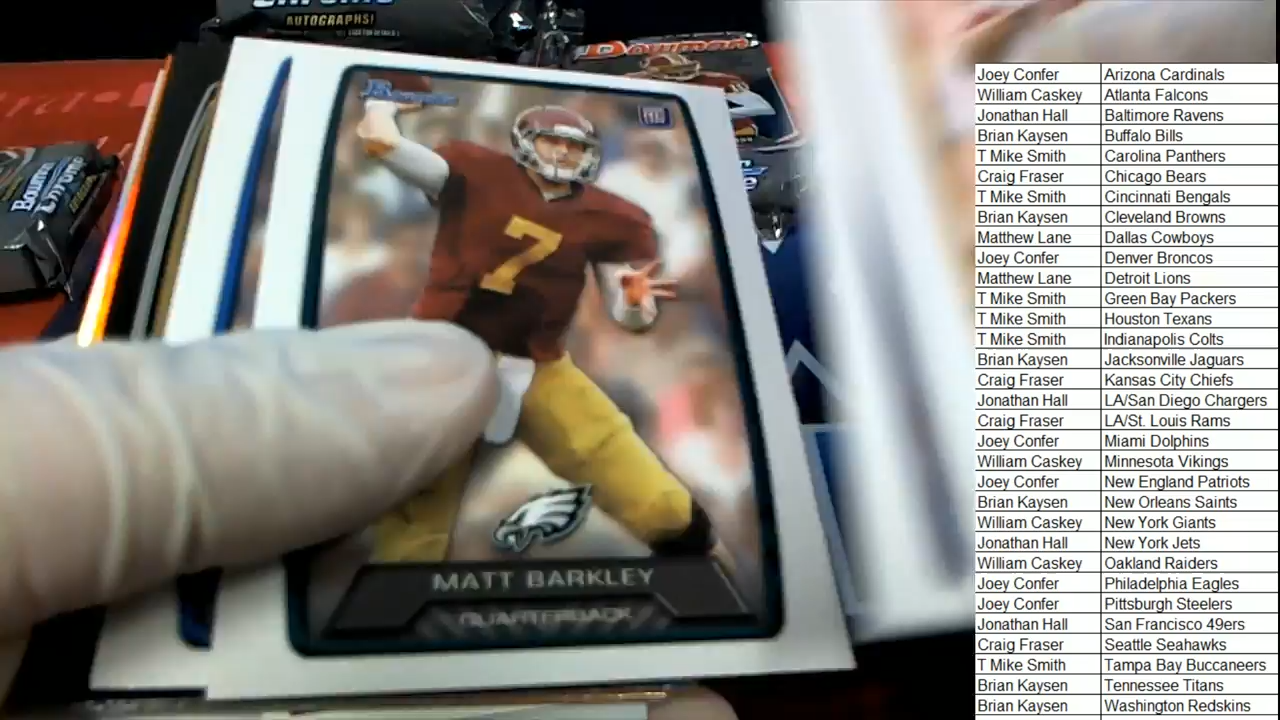 CHROME
AUTOGRAPHS!
Bowman
Bowman
7
MATT BARKLEY
QUARTERBACK
Joey Confer Arizona Cardinals
William Caskey Atlanta Falcons
Jonathan Hall Baltimore Ravens
Brian Kaysen Buffalo Bills
T Mike Smith Carolina Panthers
Craig Fraser Chicago Bears
T Mike Smith Cincinnati Bengals
Brian Kaysen Cleveland Browns
Matthew Lane Dallas Cowboys
Joey Confer Denver Broncos
Matthew Lane Detroit Lions
T Mike Smith Green Bay Packers
T Mike Smith Houston Texans
T Mike Smith Indianapolis Colts
Brian Kaysen Jacksonville Jaguars
Craig Fraser Kansas City Chiefs
Jonathan Hall LA/San Diego Chargers
Craig Fraser LA/St. Louis Rams
Joey Confer Miami Dolphins
William Caskey Minnesota Vikings
Joey Confer New England Patriots
Brian Kaysen New Orleans Saints
William Caskey New York Giants
Jonathan Hall New York Jets
William Caskey Oakland Raiders
Joey Confer Philadelphia Eagles
Joey Confer Pittsburgh Steelers
Jonathan Hall San Francisco 49ers
Craig Fraser Seattle Seahawks
T Mike Smith Tampa Bay Buccaneers
Brian Kaysen Tennessee Titans
Brian Kaysen Washington Redskins